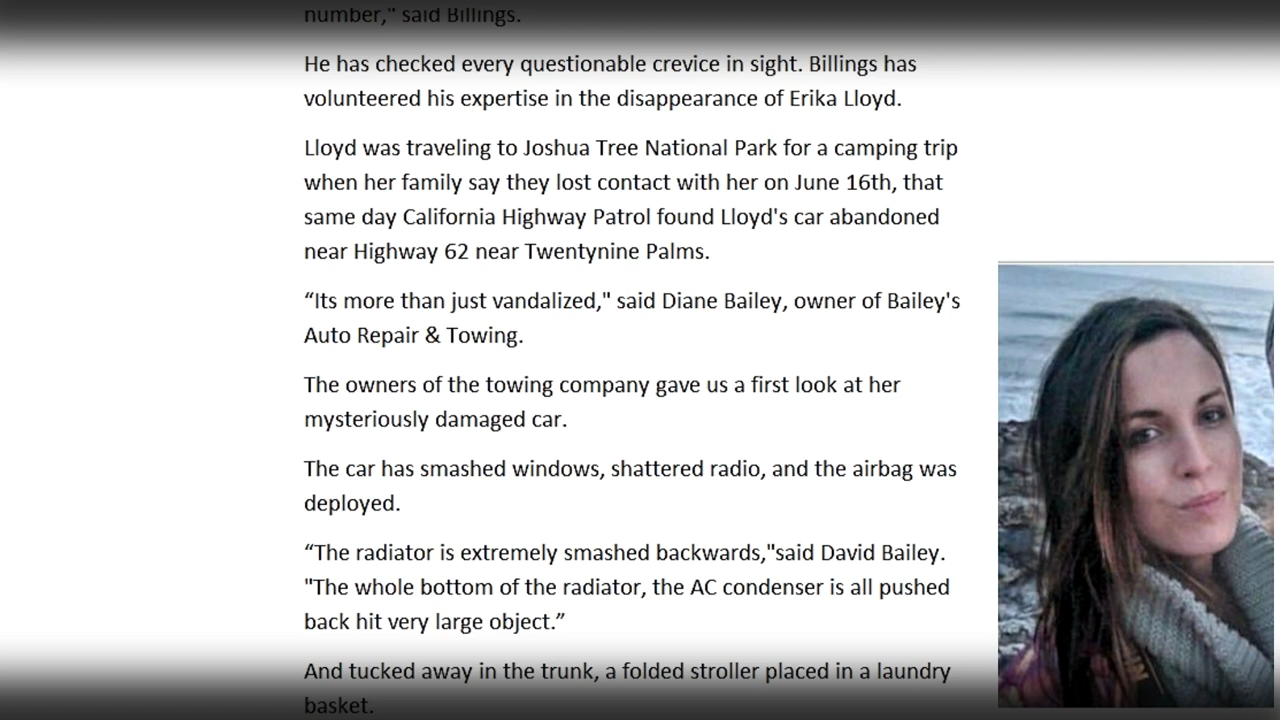 number," said Billings.
He has checked every questionable crevice in sight. Billings has
volunteered his expertise in the disappearance of Erika Lloyd.
Lloyd was traveling to Joshua Tree National Park for a camping trip
when her family say they lost contact with her on June 16th, that
same day California Highway Patrol found Lloyd's car abandoned
near Highway 62 near Twentynine Palms.
“Its more than just vandalized," said Diane Bailey, owner of Bailey's
Auto Repair & Towing.
The owners of the towing company gave us a first look at her
mysteriously damaged car.
The car has smashed windows, shattered radio, and the airbag was
deployed.
“The radiator is extremely smashed backwards,"said David Bailey.
"The whole bottom of the radiator, the AC condenser is all pushed
back hit very large object.”
And tucked away in the trunk, a folded stroller placed in a laundry
basket.